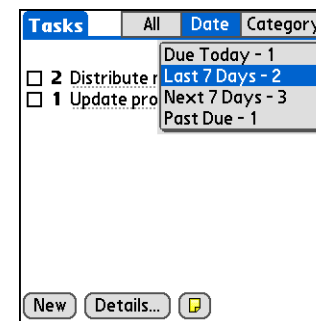 Tasks All Date Category
Due Today - 1
Last 7 Days - 2
Next 7 Days - 3
Past Due - 1
2 Distribute
1 Update pro
New Details...